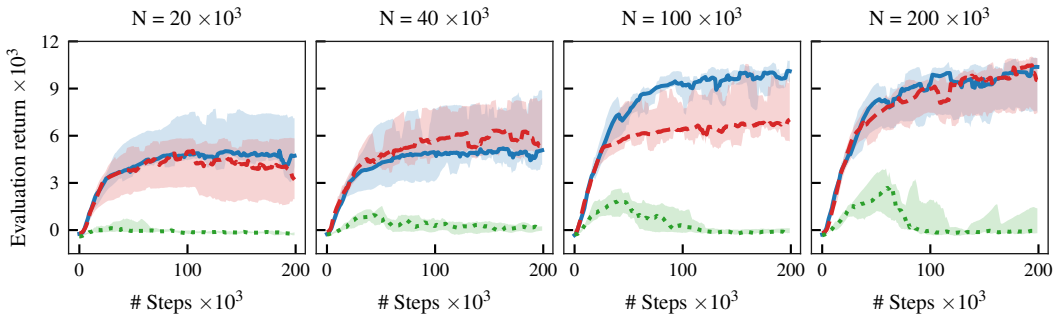 N = 20 ×10³ N = 40 ×10³ N = 100 ×10³ N = 200 ×10³
Evaluation return ×10³
12
9
6
3
0
0 100 200 0 100 200 0 100 200 0 100 200
# Steps ×10³ # Steps ×10³ # Steps ×10³ # Steps ×10³